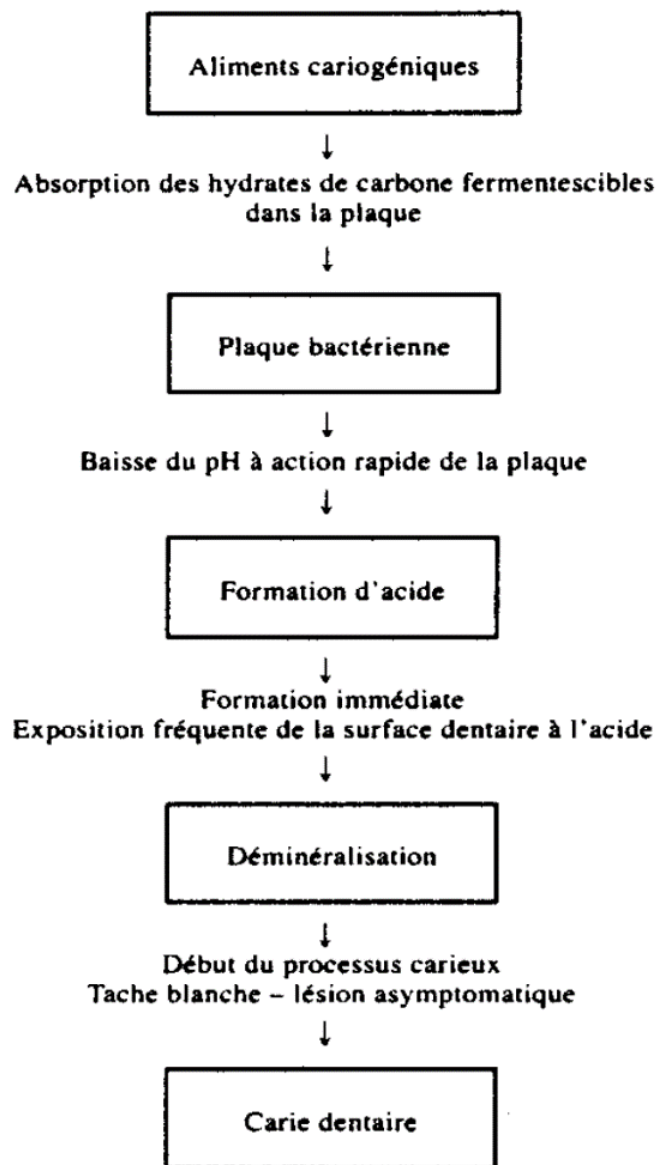 Aliments cariogéniques
↓
Absorption des hydrates de carbone fermentescibles
dans la plaque
↓
Plaque bactérienne
↓
Baisse du pH à action rapide de la plaque
↓
Formation d'acide
↓
Formation immédiate
Exposition fréquente de la surface dentaire à l'acide
↓
Déminéralisation
↓
Début du processus carieux
Tache blanche – lésion asymptomatique
↓
Carie dentaire